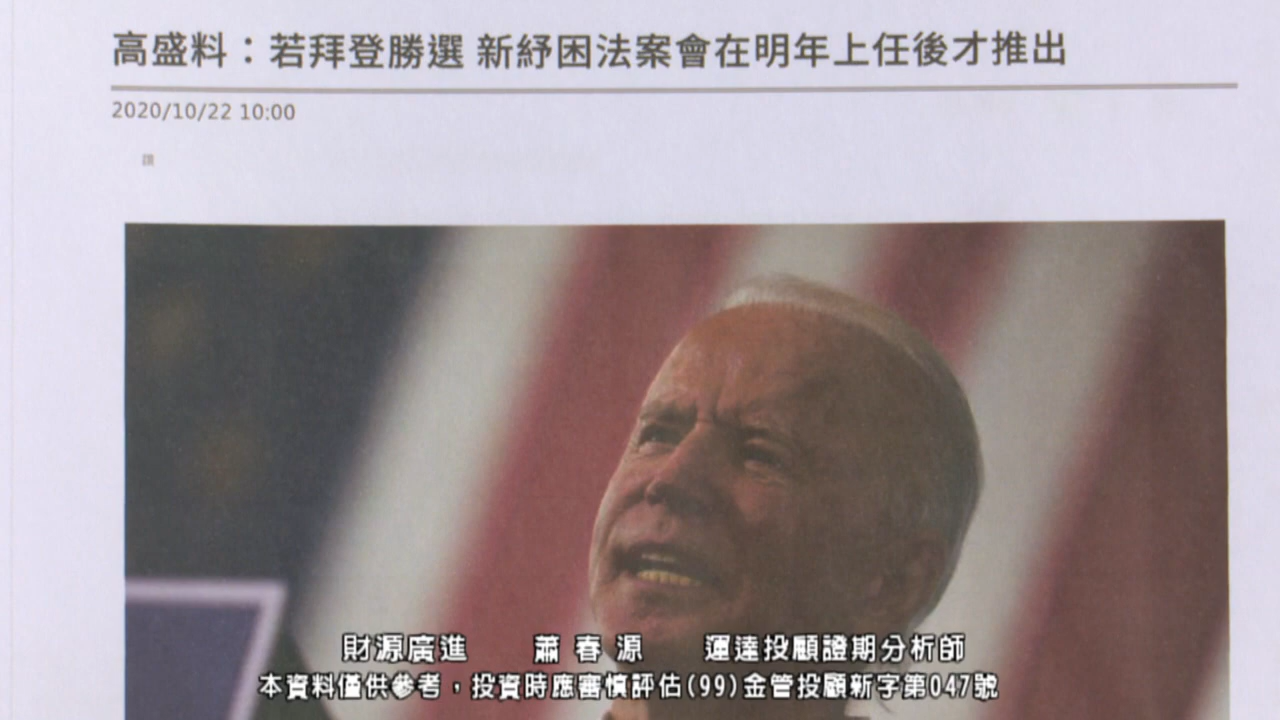 高盛料：若拜登勝選 新紓困法案會在明年上任後才推出
2020/10/22 10:00
讚
財源廣進 蕭春源 運達投顧證期分析師
本資料僅供參考，投資時應審慎評估(99)金管投顧新字第047號